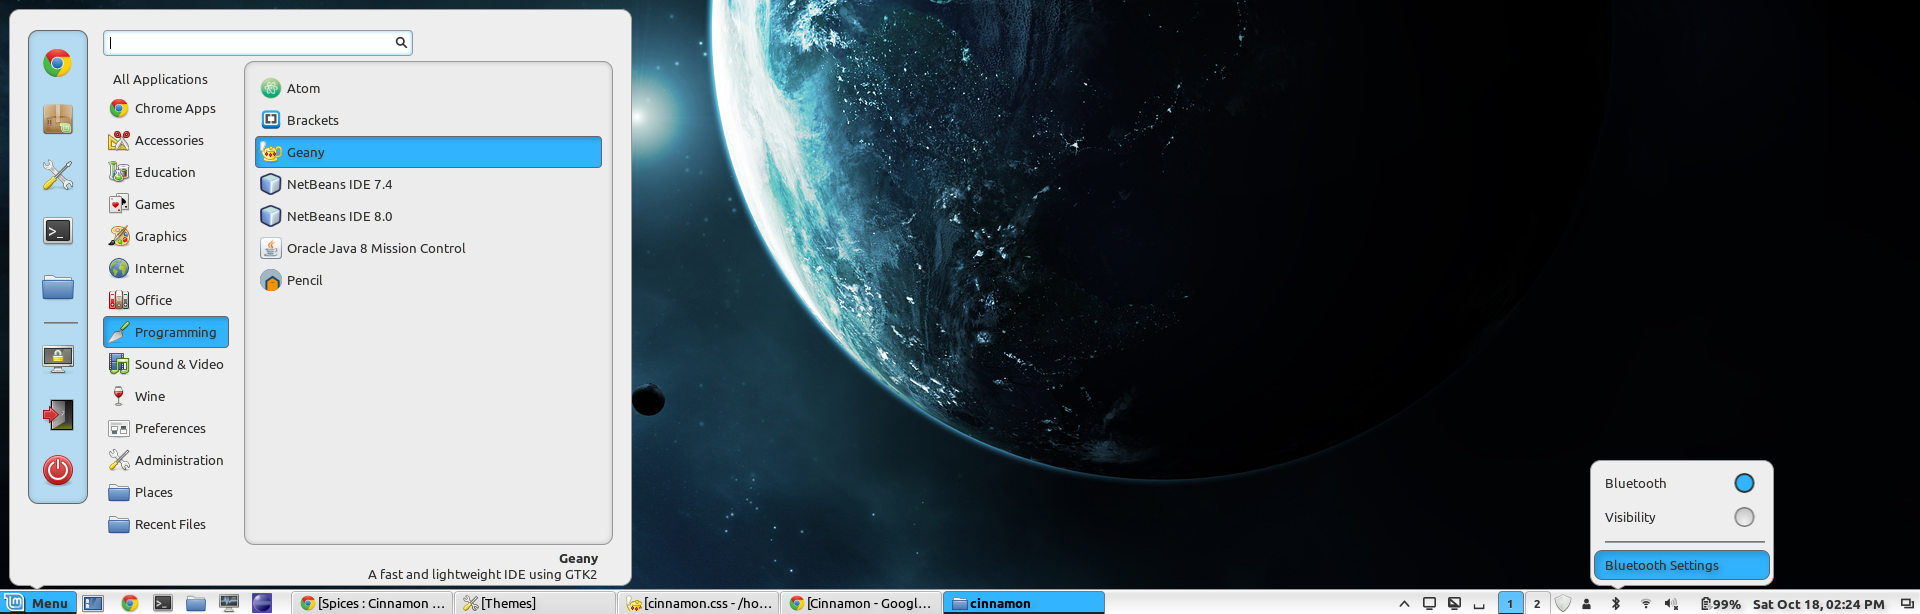 All Applications
Chrome Apps
Accessories
Education
Games
Graphics
Internet
Office
Programming
Sound & Video
Wine
Preferences
Administration
Places
Recent Files
Atom
Brackets
Geany
NetBeans IDE 7.4
NetBeans IDE 8.0
Oracle Java 8 Mission Control
Pencil
Geany
A fast and lightweight IDE using GTK2
Bluetooth
Visibility
Bluetooth Settings
Menu
[Spices : Cinnamon ...
[Themes]
[cinnamon.css - /ho...
[Cinnamon - Googl...
cinnamon
1
2
99%
Sat Oct 18, 02:24 PM